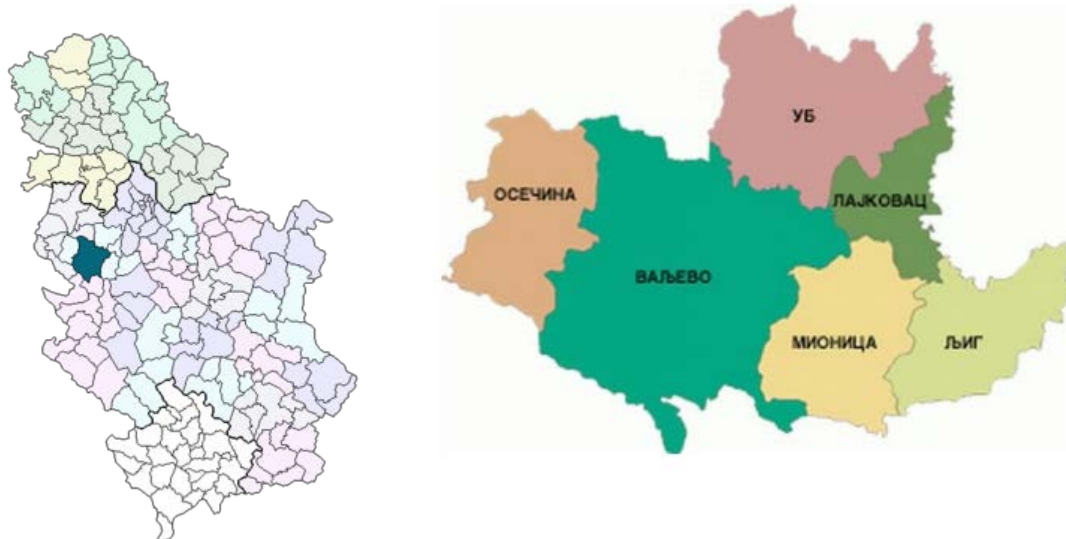 УБ
ОСЕЧИНА
ЛАЈКОВАЦ
ВАЉЕВО
МИОНИЦА
ЉИГ